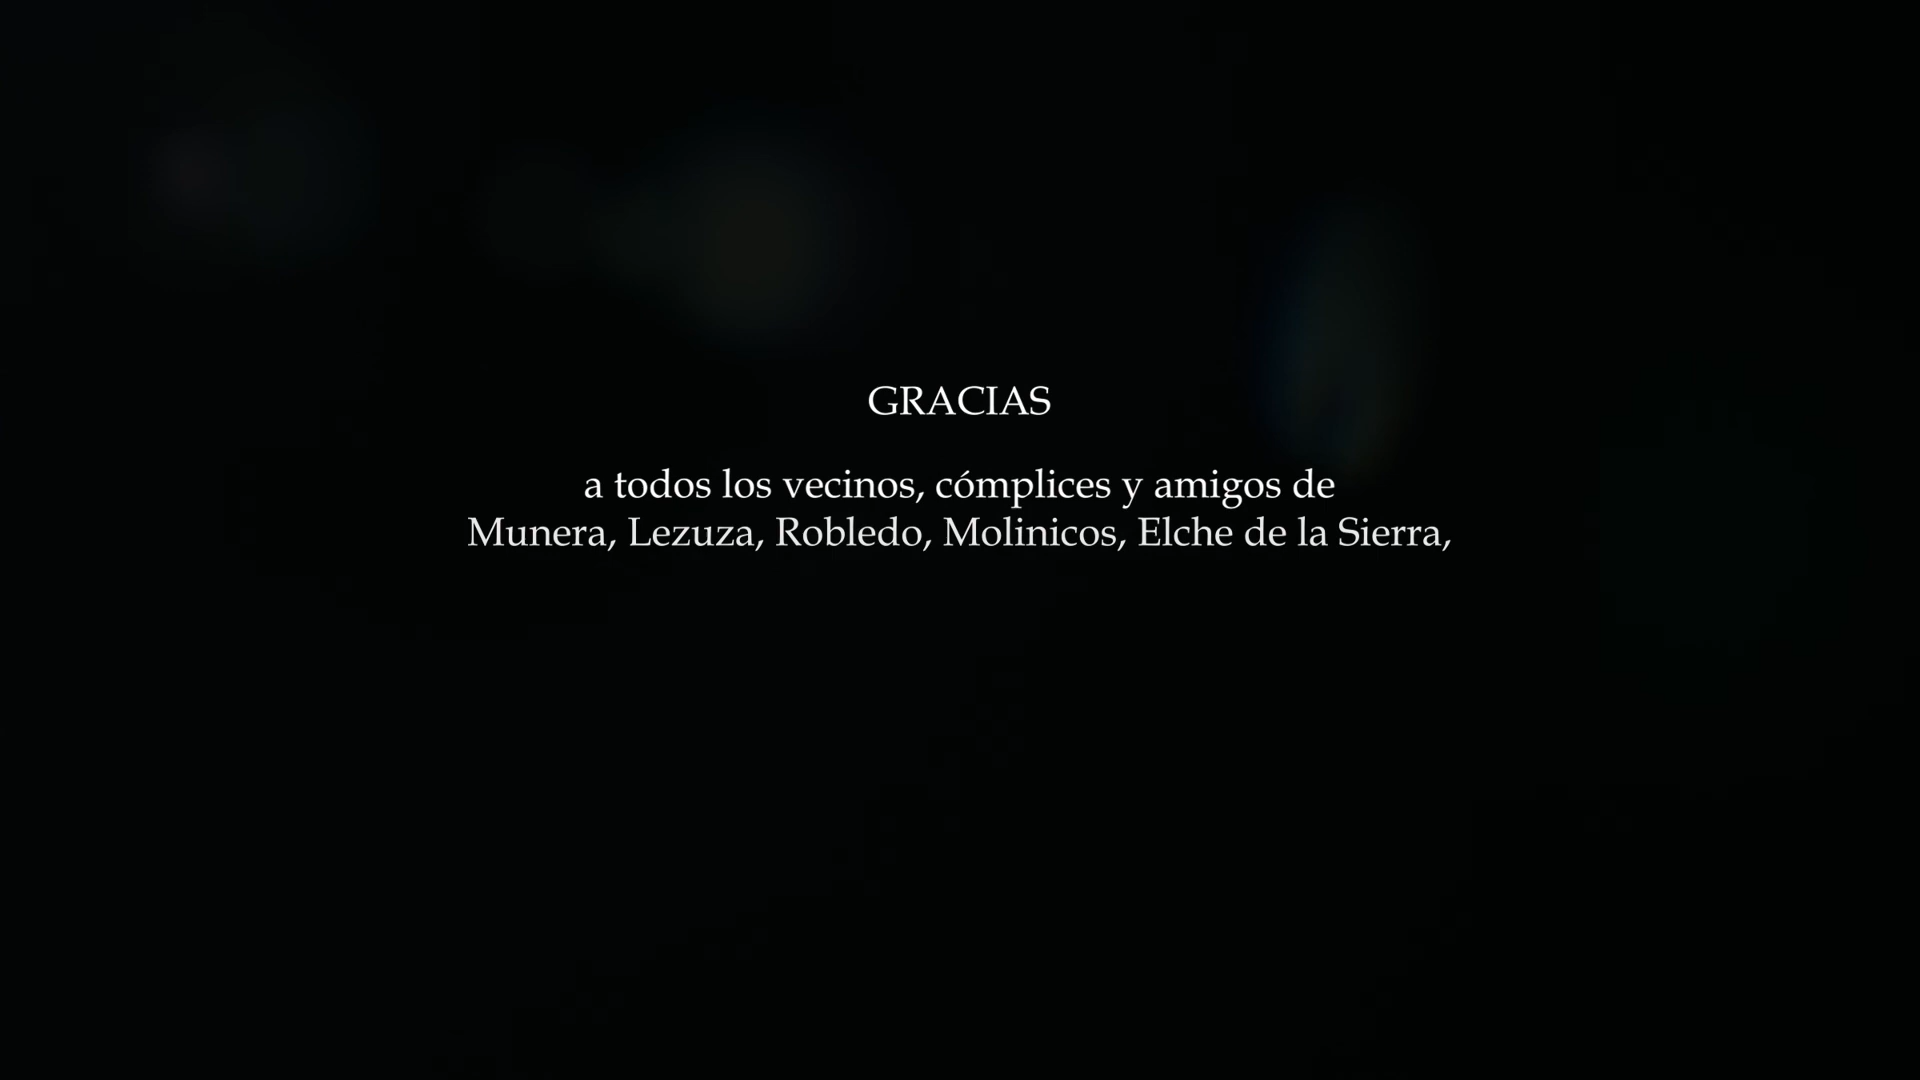 GRACIAS
a todos los vecinos, cómplices y amigos de
Munera, Lezuza, Robledo, Molinicos, Elche de la Sierra,